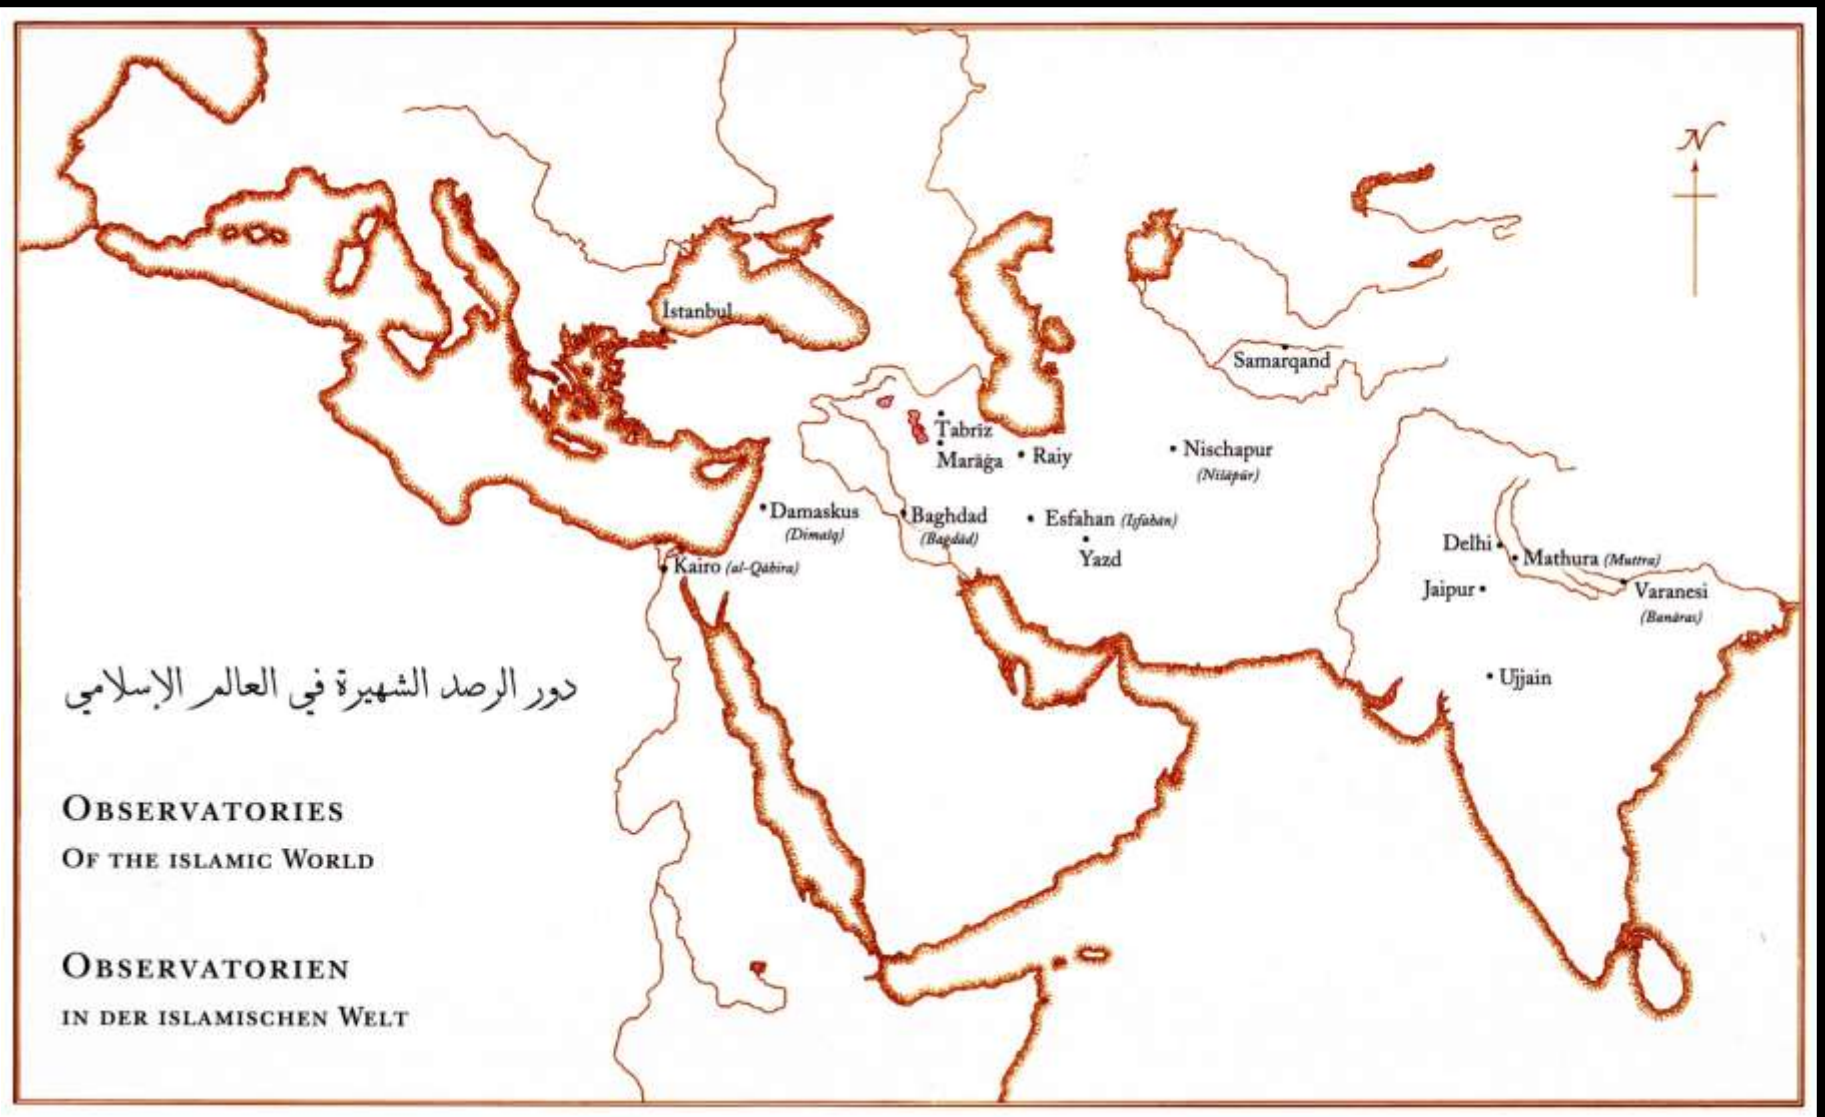 N
İstanbul
Samarqand
Tabrīz
Marāġa
Raiy
Nischapur
(Nīšāpūr)
Damaskus
(Dimašq)
Baghdad
(Baġdād)
Esfahan (Iṣfahān)
Yazd
Kairo (al-Qāhira)
Delhi
Mathura (Muttra)
Jaipur
Varanesi
(Banāras)
Ujjain
دور الرصد الشهيرة في العالم الإسلامي
OBSERVATORIES
OF THE ISLAMIC WORLD
OBSERVATORIEN
IN DER ISLAMISCHEN WELT